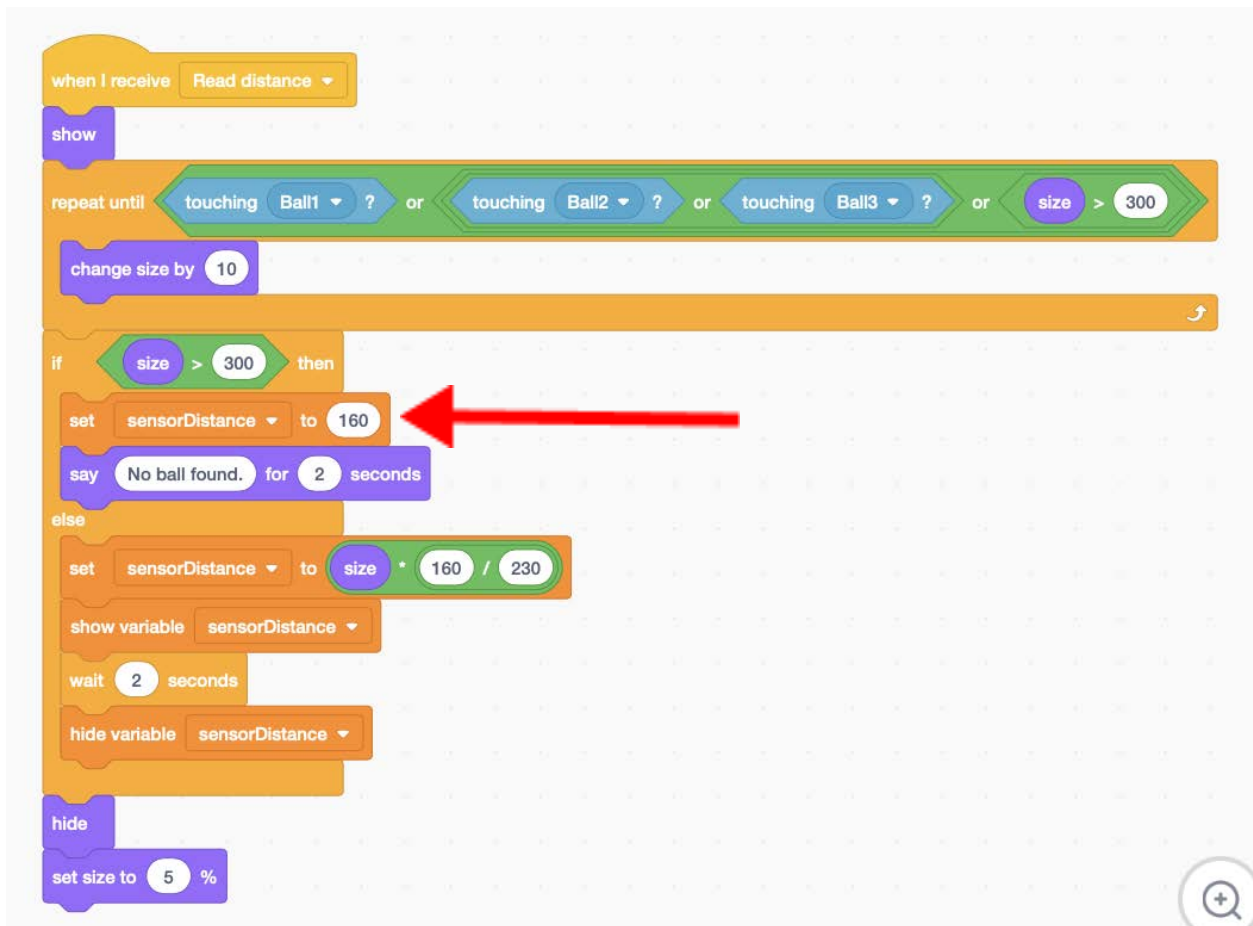 when I receive Read distance
show
repeat until touching Ball1 ? or touching Ball2 ? or touching Ball3 ? or size > 300
change size by 10
if size > 300 then
set sensorDistance to 160
say No ball found. for 2 seconds
else
set sensorDistance to size * 160 / 230
show variable sensorDistance
wait 2 seconds
hide variable sensorDistance
hide
set size to 5 %